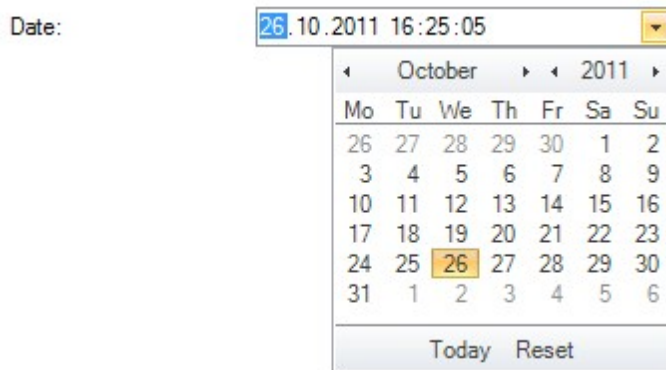 Date: 26.10.2011 16:25:05
October 2011
Mo Tu We Th Fr Sa Su
26 27 28 29 30 1 2
3 4 5 6 7 8 9
10 11 12 13 14 15 16
17 18 19 20 21 22 23
24 25 26 27 28 29 30
31 1 2 3 4 5 6
Today Reset